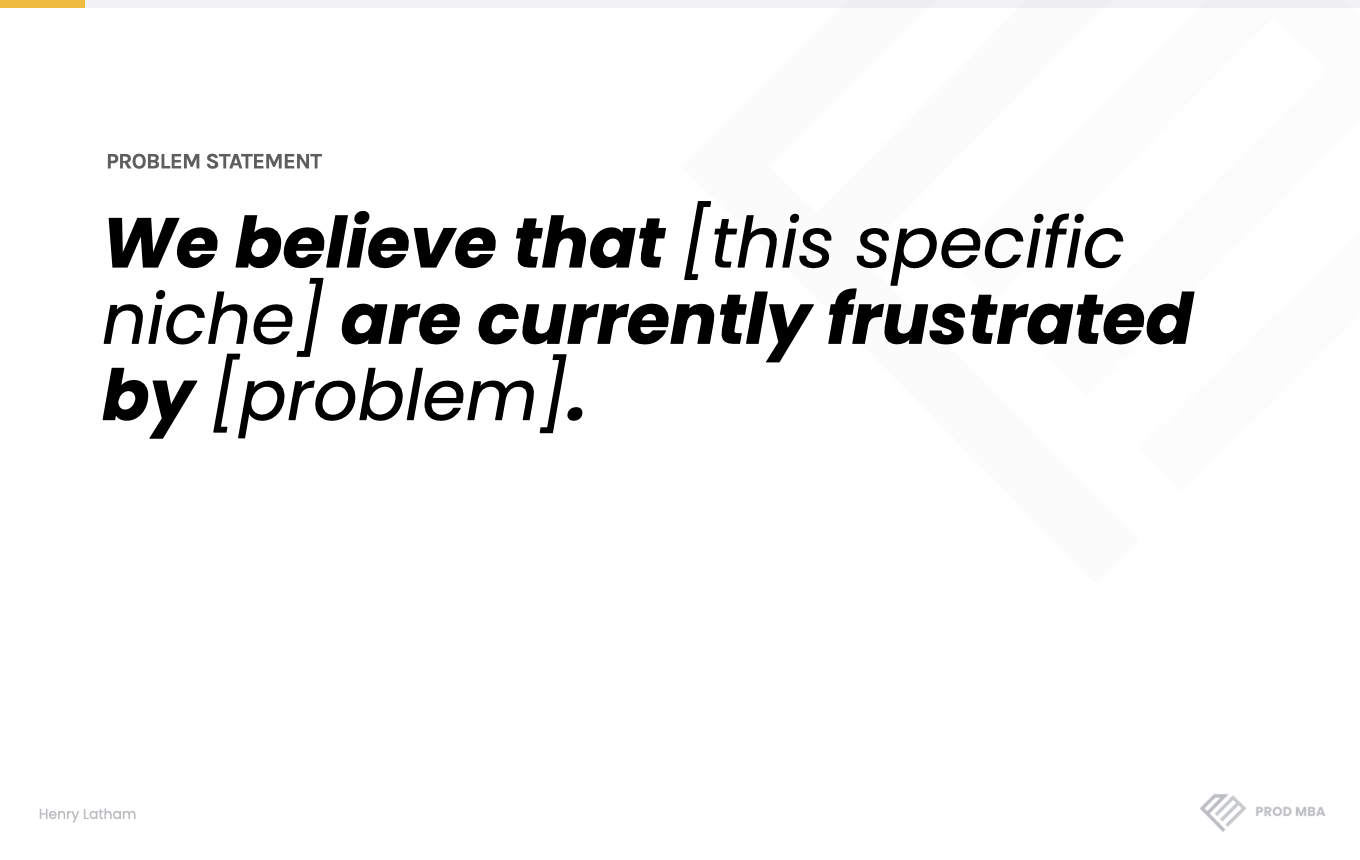 PROBLEM STATEMENT
We believe that [this specific
niche] are currently frustrated
by [problem].
Henry Latham
PROD MBA